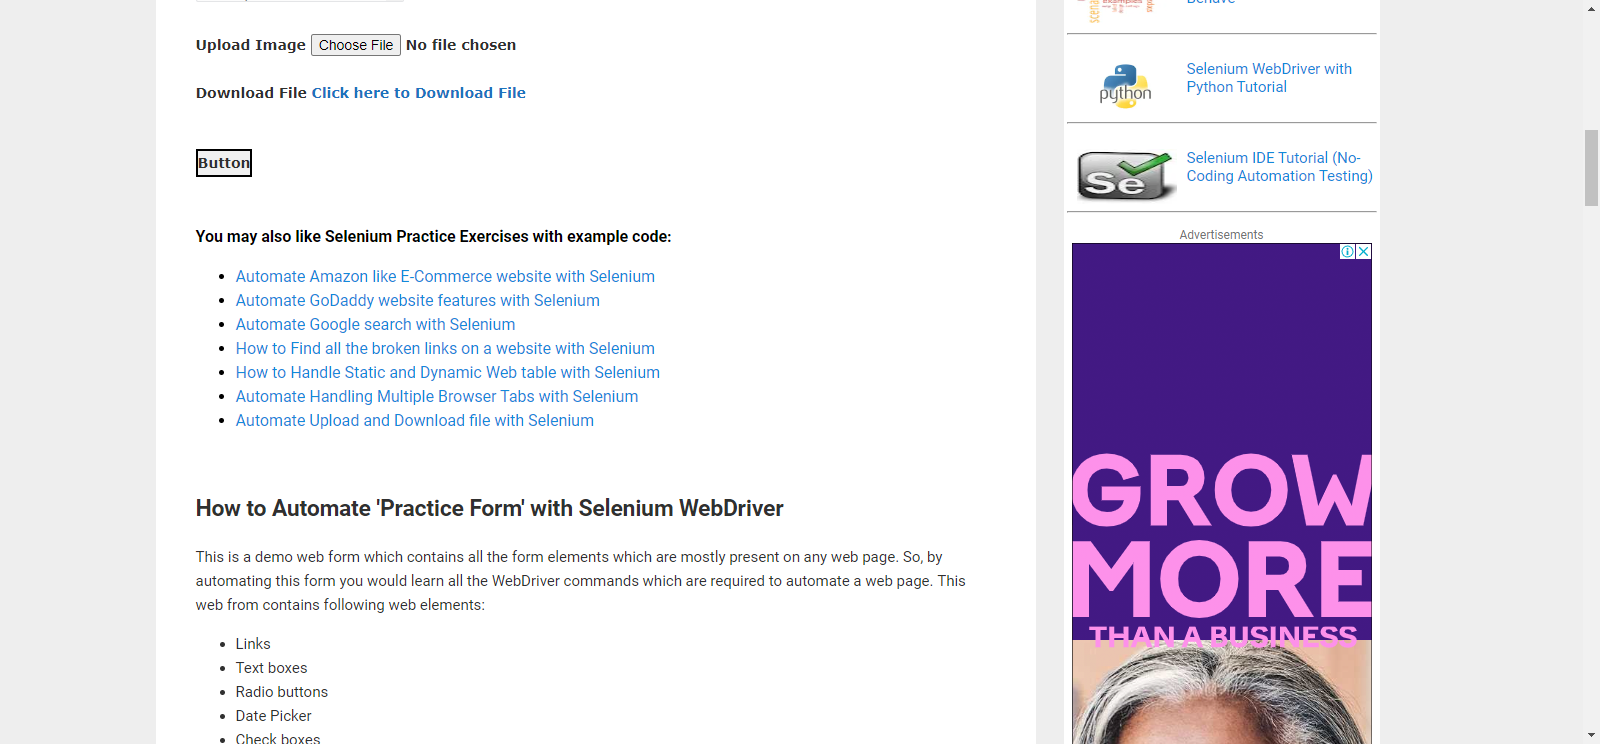 Upload Image Choose File No file chosen
Download File Click here to Download File
Button
You may also like Selenium Practice Exercises with example code:
Automate Amazon like E-Commerce website with Selenium
Automate GoDaddy website features with Selenium
Automate Google search with Selenium
How to Find all the broken links on a website with Selenium
How to Handle Static and Dynamic Web table with Selenium
Automate Handling Multiple Browser Tabs with Selenium
Automate Upload and Download file with Selenium
How to Automate 'Practice Form' with Selenium WebDriver
This is a demo web form which contains all the form elements which are mostly present on any web page. So, by
automating this form you would learn all the WebDriver commands which are required to automate a web page. This
web from contains following web elements:
Links
Text boxes
Radio buttons
Date Picker
Check boxes
examples
Behave
python
Selenium WebDriver with
Python Tutorial
Se
Selenium IDE Tutorial (No-
Coding Automation Testing)
Advertisements
GROW
MORE
THAN A BUSINESS